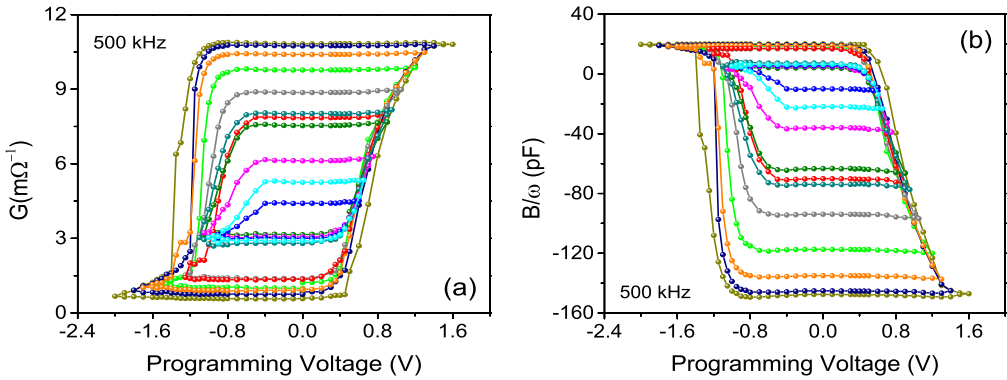 12
9
6
3
0
G(mΩ⁻¹)
500 kHz
(a)
-2.4 -1.6 -0.8 0.0 0.8 1.6
Programming Voltage (V)
40
0
-40
-80
-120
-160
B/ω (pF)
(b)
500 kHz
-2.4 -1.6 -0.8 0.0 0.8 1.6
Programming Voltage (V)